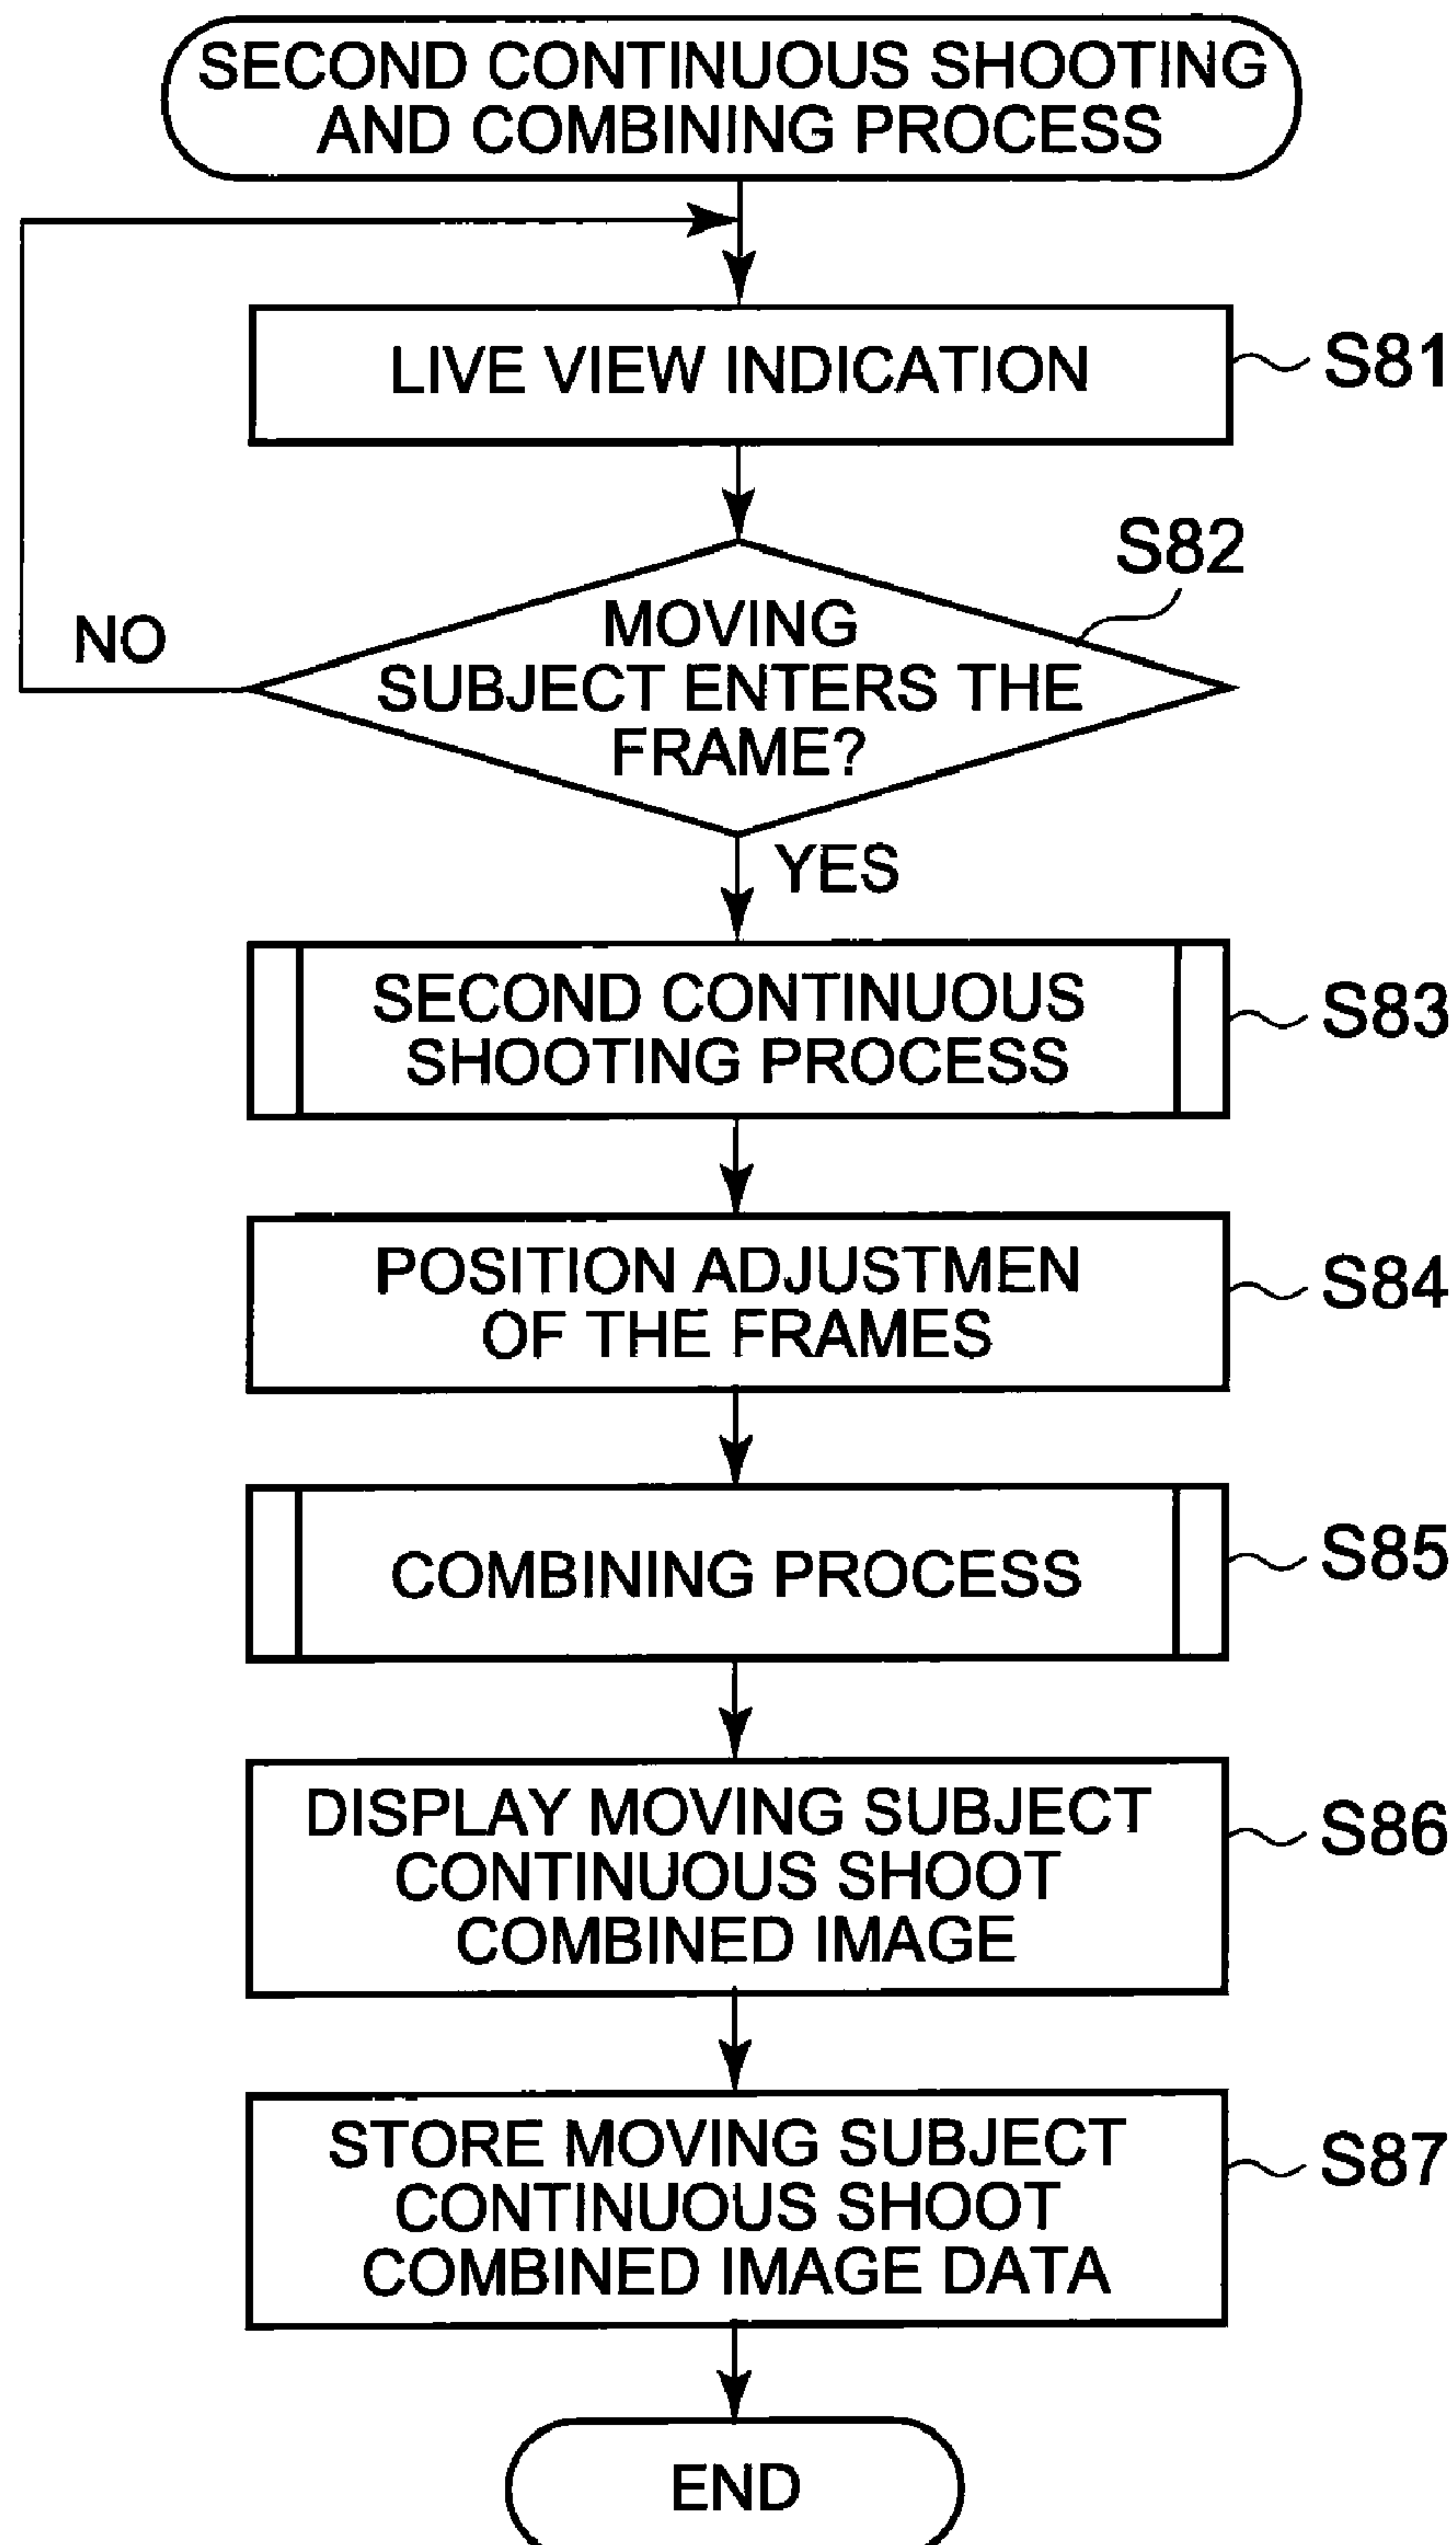 SECOND CONTINUOUS SHOOTING
AND COMBINING PROCESS
LIVE VIEW INDICATION
S81
S82
MOVING
SUBJECT ENTERS THE
FRAME?
NO
YES
SECOND CONTINUOUS
SHOOTING PROCESS
S83
POSITION ADJUSTMEN
OF THE FRAMES
S84
COMBINING PROCESS
S85
DISPLAY MOVING SUBJECT
CONTINUOUS SHOOT
COMBINED IMAGE
S86
STORE MOVING SUBJECT
CONTINUOUS SHOOT
COMBINED IMAGE DATA
S87
END